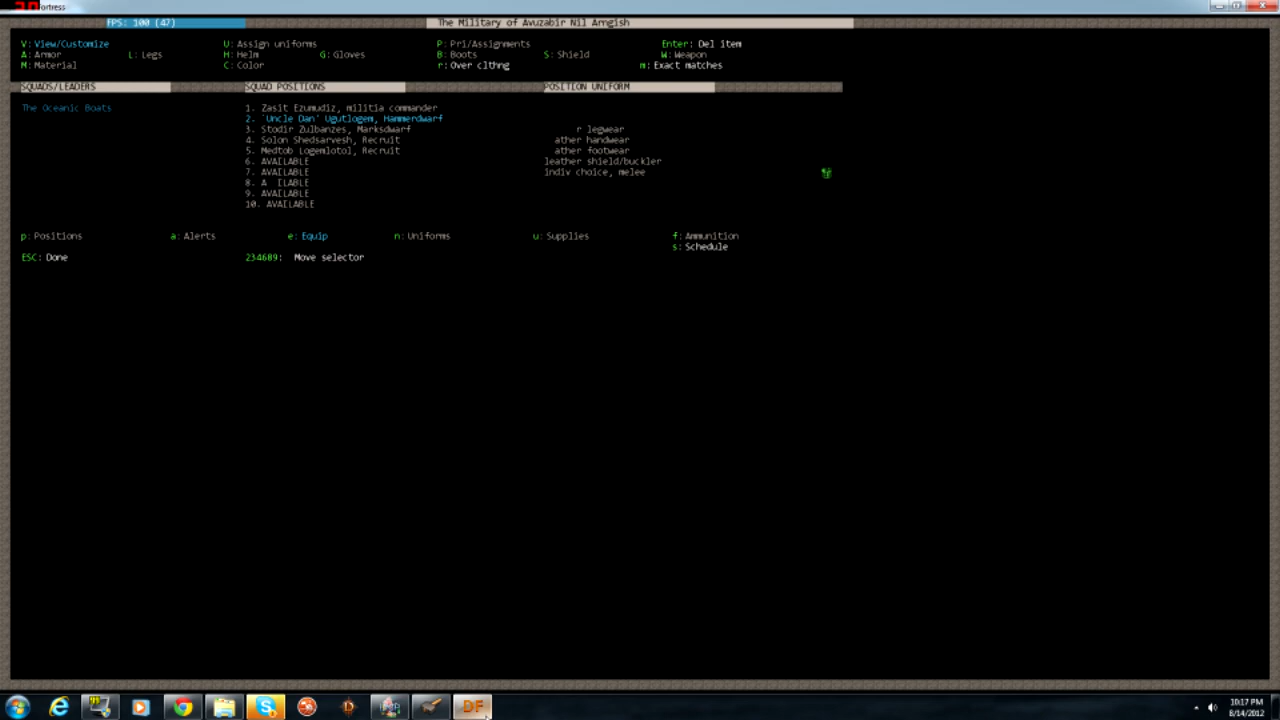 Fortress
FPS: 100 (47) The Military of Avuzabir Nil Arngish
V: View/Customize U: Assign uniforms P: Pri/Assignments Enter: Del item
A: Armor L: Legs H: Helm G: Gloves B: Boots S: Shield W: Weapon
M: Material C: Color r: Over clthng m: Exact matches
SQUADS/LEADERS SQUAD POSITIONS POSITION UNIFORM
The Oceanic Boats 1. Zasit Ezumudiz, militia commander
2. `Uncle Dan' Ugutlogem, Hammerdwarf
3. Stodir Zulbanzes, Marksdwarf r legwear
4. Solon Shedsarvesh, Recruit ather handwear
5. Medtob Logemlotol, Recruit ather footwear
6. AVAILABLE leather shield/buckler
7. AVAILABLE indiv choice, melee
8. A ILABLE
9. AVAILABLE
10. AVAILABLE
p: Positions a: Alerts e: Equip n: Uniforms u: Supplies f: Ammunition
s: Schedule
ESC: Done 234689: Move selector
DF
10:17 PM
8/14/2012